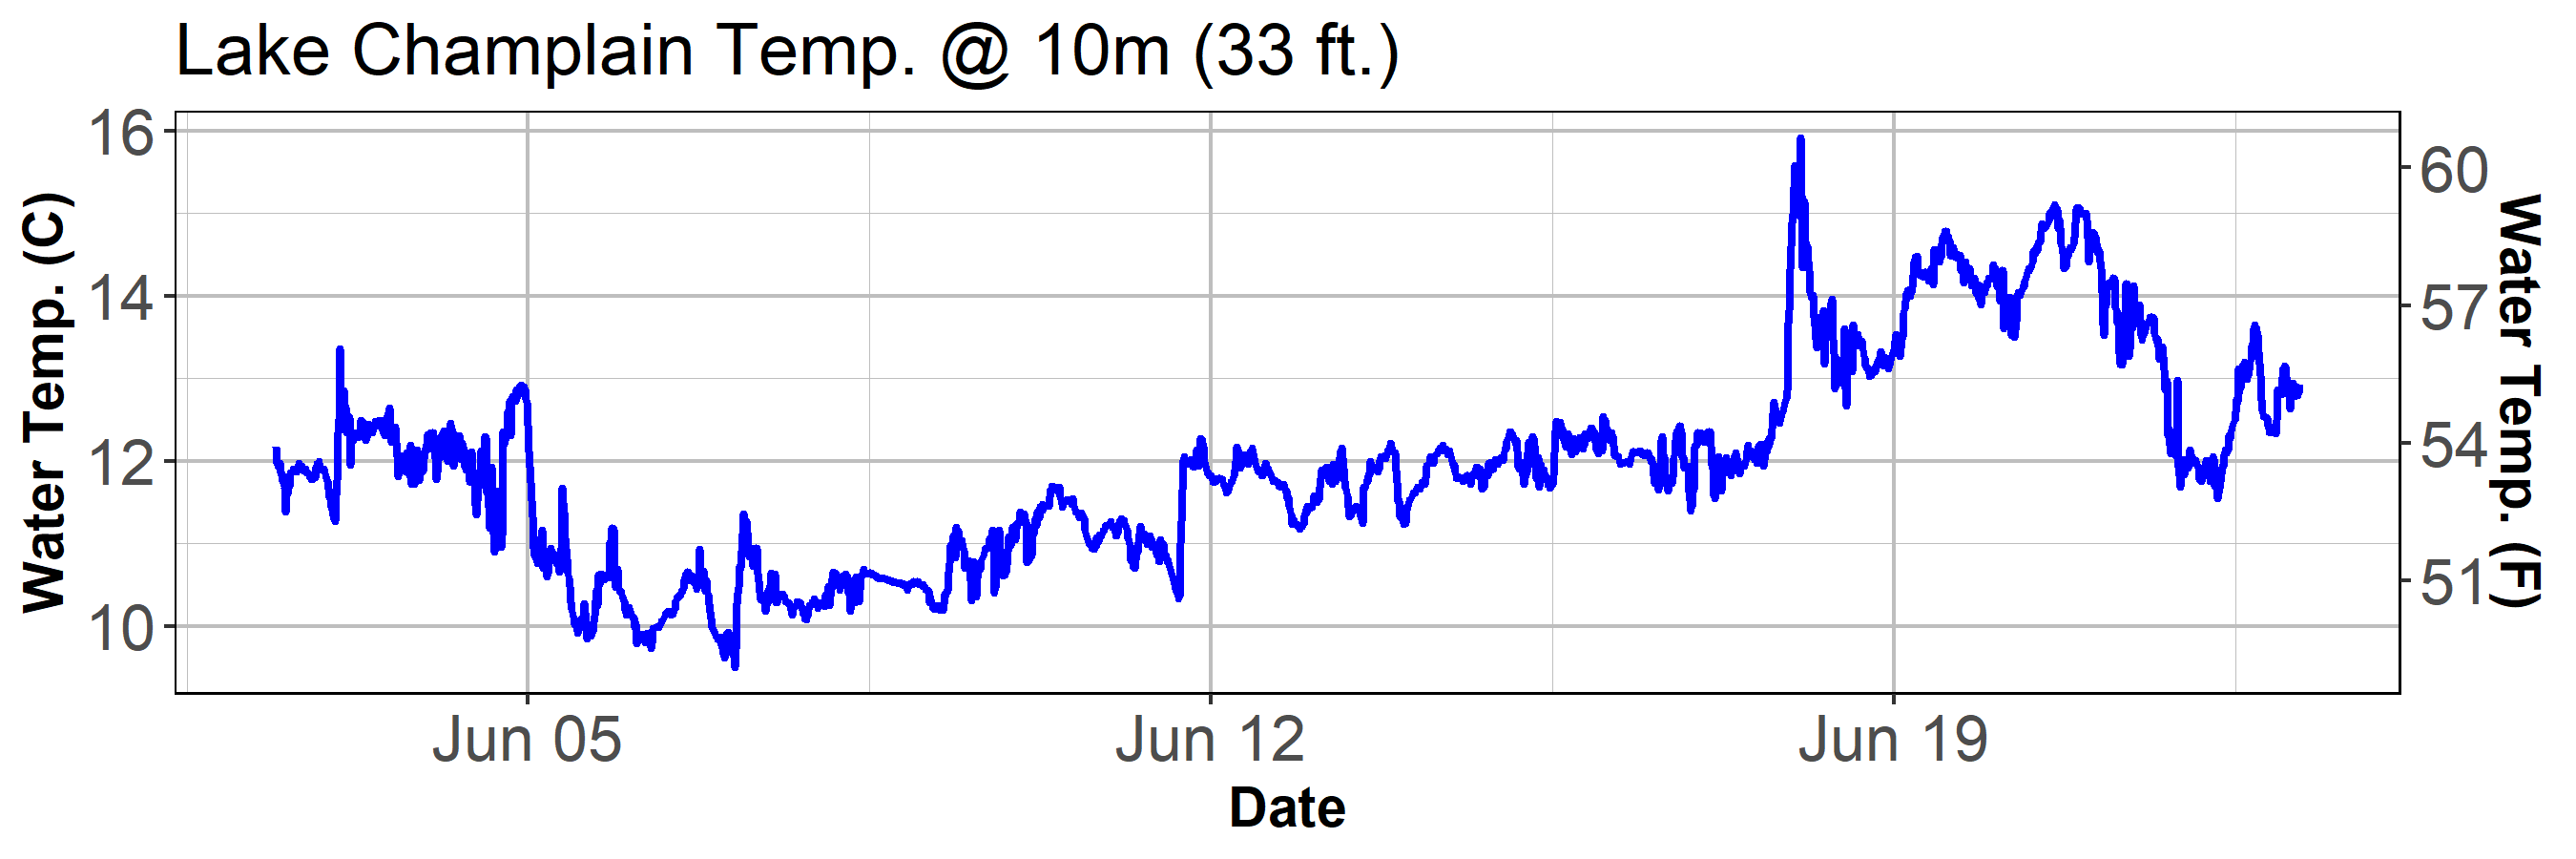 Lake Champlain Temp. @ 10m (33 ft.)
Water Temp. (C)
16
14
12
10
60
57
54
51
Water Temp. (F)
Jun 05
Jun 12
Jun 19
Date